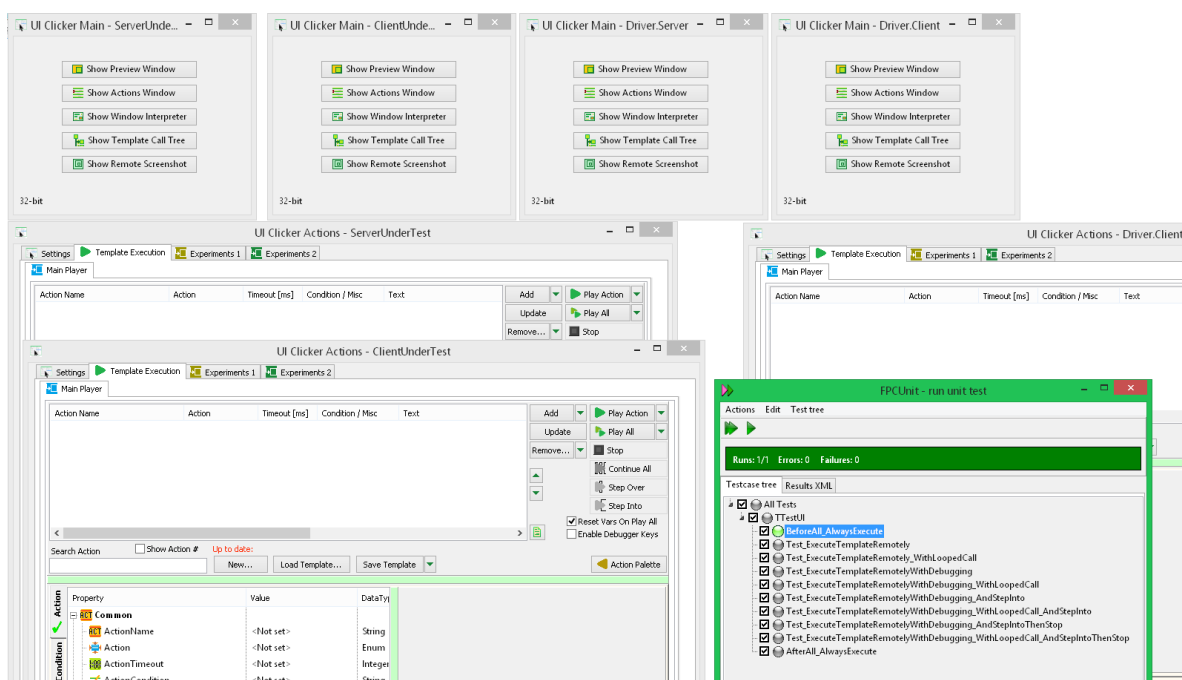 UI Clicker Main - ServerUnde...
Show Preview Window
Show Actions Window
Show Window Interpreter
Show Template Call Tree
Show Remote Screenshot
32-bit
UI Clicker Main - ClientUnde...
Show Preview Window
Show Actions Window
Show Window Interpreter
Show Template Call Tree
Show Remote Screenshot
32-bit
UI Clicker Main - Driver.Server
Show Preview Window
Show Actions Window
Show Window Interpreter
Show Template Call Tree
Show Remote Screenshot
32-bit
UI Clicker Main - Driver.Client
Show Preview Window
Show Actions Window
Show Window Interpreter
Show Template Call Tree
Show Remote Screenshot
32-bit
UI Clicker Actions - ServerUnderTest
Settings Template Execution Experiments 1 Experiments 2
Main Player
Action Name Action Timeout [ms] Condition / Misc Text
Add Play Action
Update Play All
Remove... Stop
UI Clicker Actions - Driver.Client
Settings Template Execution Experiments 1 Experiments 2
Main Player
Action Name Action Timeout [ms] Condition / Misc Text
UI Clicker Actions - ClientUnderTest
Settings Template Execution Experiments 1 Experiments 2
Main Player
Action Name Action Timeout [ms] Condition / Misc Text
Add Play Action
Update Play All
Remove... Stop
Continue All
Step Over
Step Into
Reset Vars On Play All
Enable Debugger Keys
Search Action Show Action # Up to date:
New... Load Template... Save Template Action Palette
Action
Condition
Property Value DataTy
ACT Common
ACT ActionName <Not set> String
Action <Not set> Enum
ActionTimeout <Not set> Integer
ActionCondition <Not set> String
FPCUnit - run unit test
Actions Edit Test tree
Runs: 1/1 Errors: 0 Failures: 0
Testcase tree Results XML
All Tests
TTestUI
BeforeAll_AlwaysExecute
Test_ExecuteTemplateRemotely
Test_ExecuteTemplateRemotely_WithLoopedCall
Test_ExecuteTemplateRemotelyWithDebugging
Test_ExecuteTemplateRemotelyWithDebugging_WithLoopedCall
Test_ExecuteTemplateRemotelyWithDebugging_AndStepInto
Test_ExecuteTemplateRemotelyWithDebugging_WithLoopedCall_AndStepInto
Test_ExecuteTemplateRemotelyWithDebugging_AndStepIntoThenStop
Test_ExecuteTemplateRemotelyWithDebugging_WithLoopedCall_AndStepIntoThenStop
AfterAll_AlwaysExecute